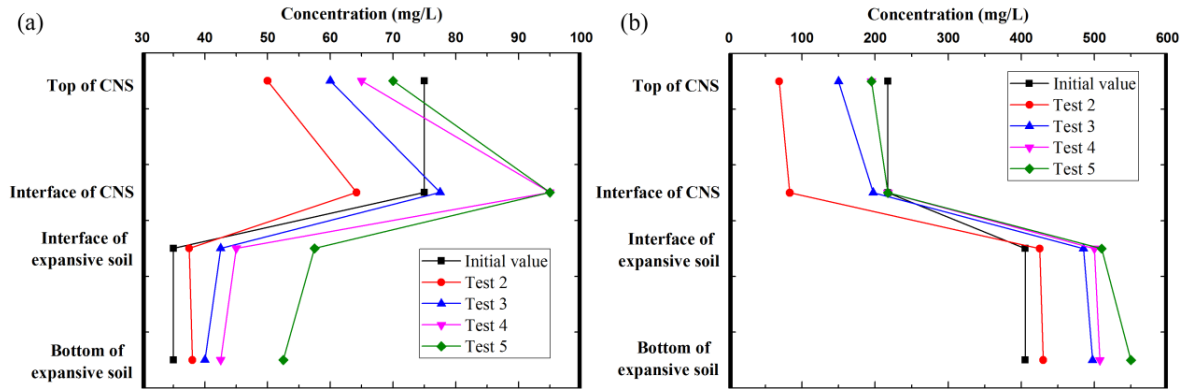 (a)
Concentration (mg/L)
30 40 50 60 70 80 90 100
Top of CNS
Interface of CNS
Interface of
expansive soil
Bottom of
expansive soil
Initial value
Test 2
Test 3
Test 4
Test 5
(b)
Concentration (mg/L)
0 100 200 300 400 500 600
Top of CNS
Interface of CNS
Interface of
expansive soil
Bottom of
expansive soil
Initial value
Test 2
Test 3
Test 4
Test 5